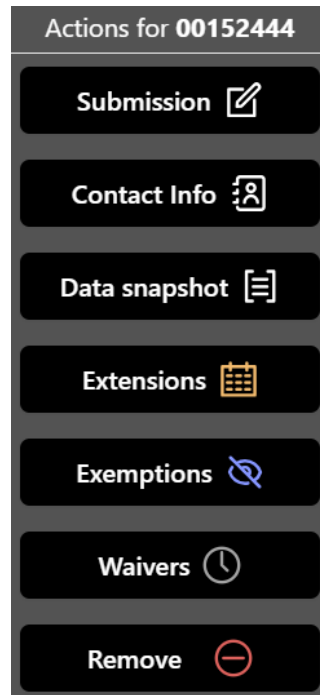 Actions for 00152444
Submission
Contact Info
Data snapshot
Extensions
Exemptions
Waivers
Remove